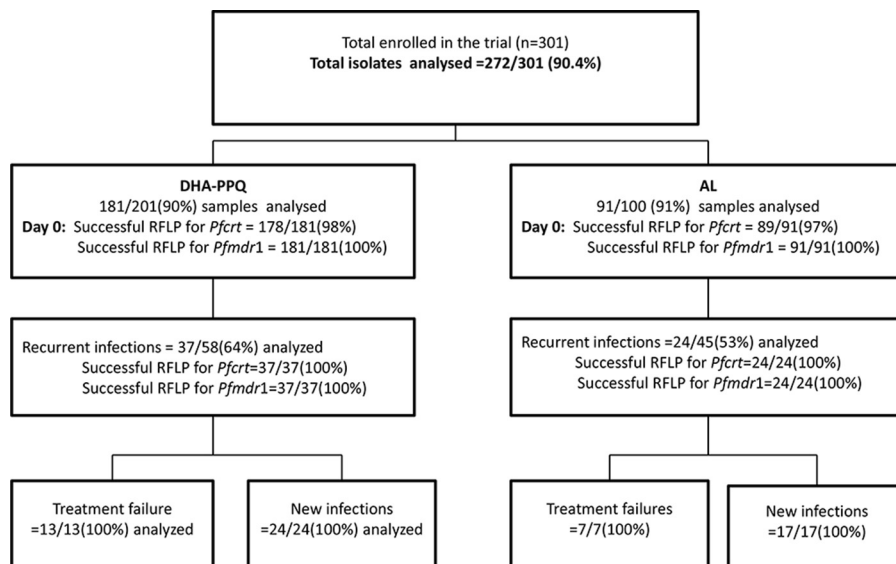 Total enrolled in the trial (n=301)
Total isolates analysed =272/301 (90.4%)
DHA-PPQ
181/201(90%) samples analysed
Day 0: Successful RFLP for Pfcrt = 178/181(98%)
Successful RFLP for Pfmdr1 = 181/181(100%)
AL
91/100 (91%) samples analysed
Day 0: Successful RFLP for Pfcrt = 89/91(97%)
Successful RFLP for Pfmdr1 = 91/91(100%)
Recurrent infections = 37/58(64%) analyzed
Successful RFLP for Pfcrt=37/37(100%)
Successful RFLP for Pfmdr1=37/37(100%)
Recurrent infections =24/45(53%) analyzed
Successful RFLP for Pfcrt=24/24(100%)
Successful RFLP for Pfmdr1=24/24(100%)
Treatment failure
=13/13(100%) analyzed
New infections
=24/24(100%) analyzed
Treatment failures
=7/7(100%)
New infections
=17/17(100%)